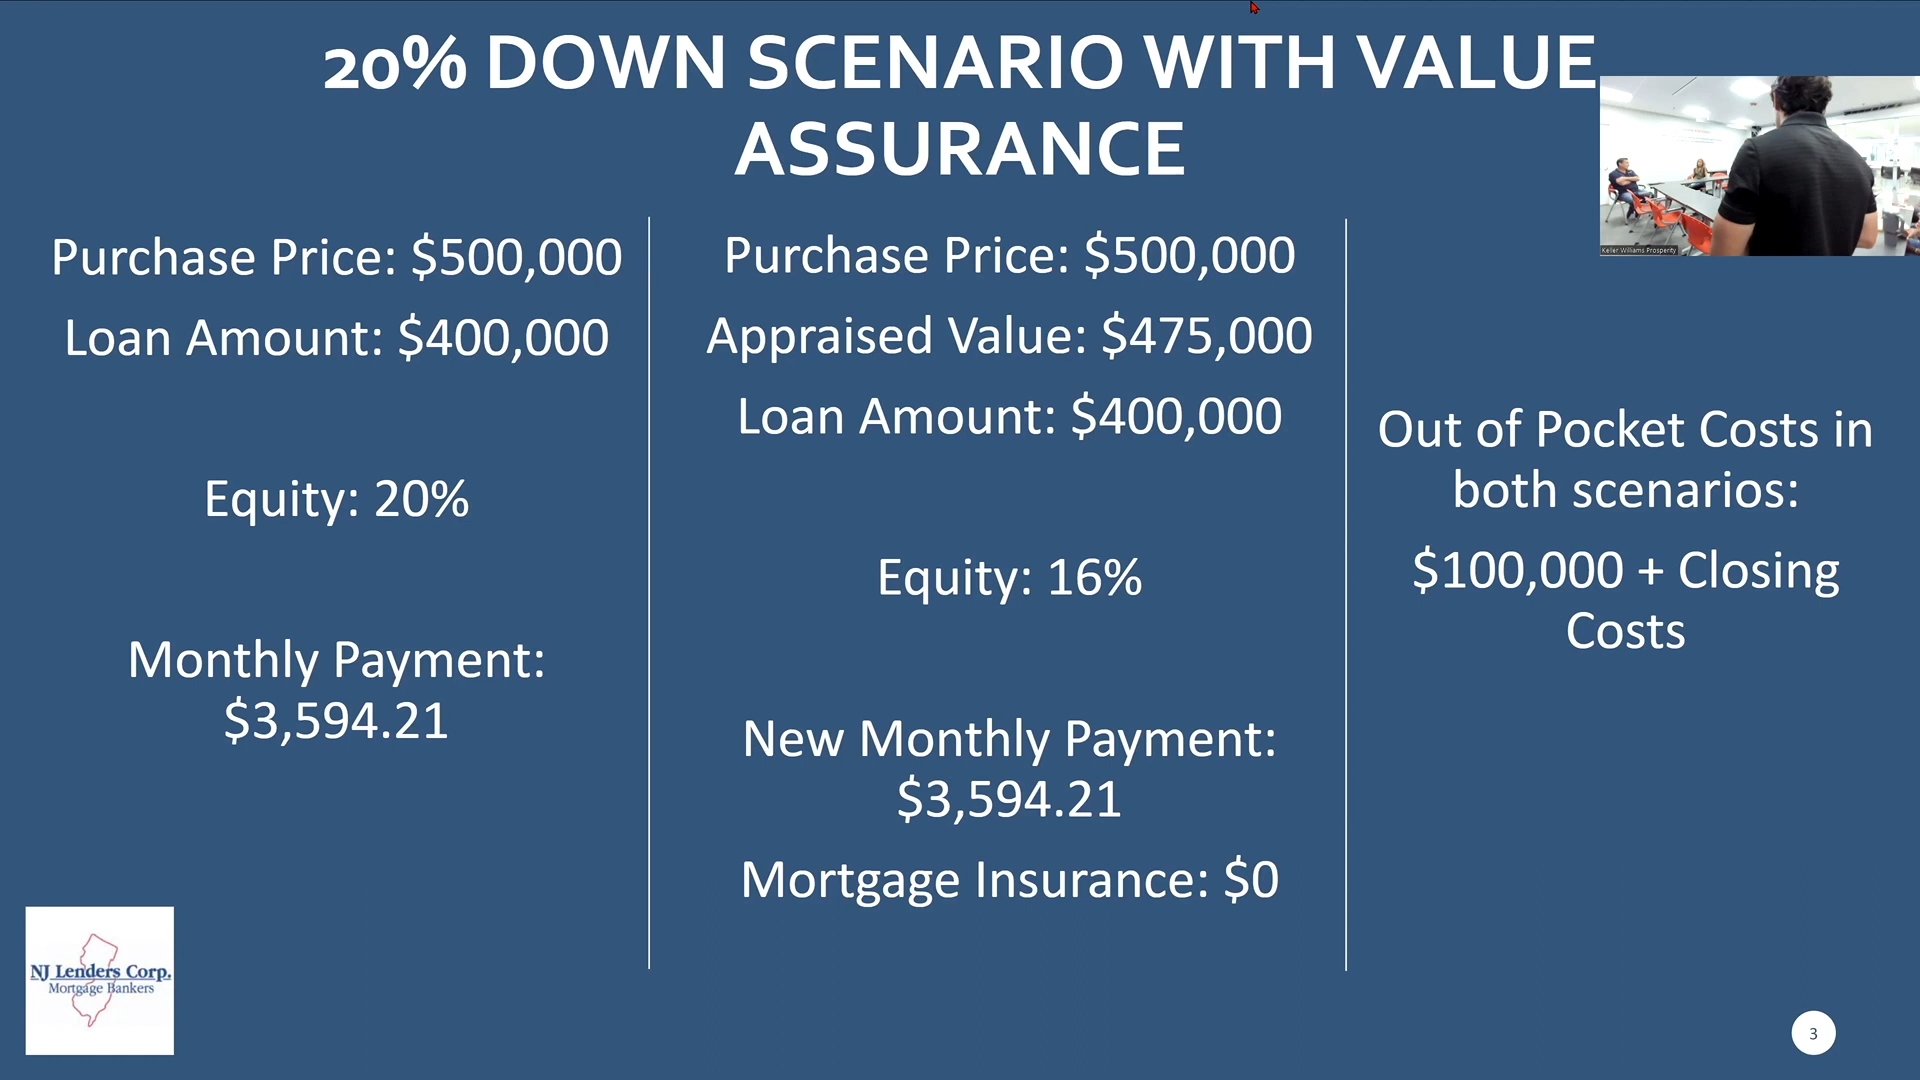 20% DOWN SCENARIO WITH VALUE
ASSURANCE
Purchase Price: $500,000
Loan Amount: $400,000
Equity: 20%
Monthly Payment:
$3,594.21
Purchase Price: $500,000
Appraised Value: $475,000
Loan Amount: $400,000
Equity: 16%
New Monthly Payment:
$3,594.21
Mortgage Insurance: $0
Out of Pocket Costs in
both scenarios:
$100,000 + Closing
Costs
Keller Williams Prosperity
NJ Lenders Corp.
Mortgage Bankers
3